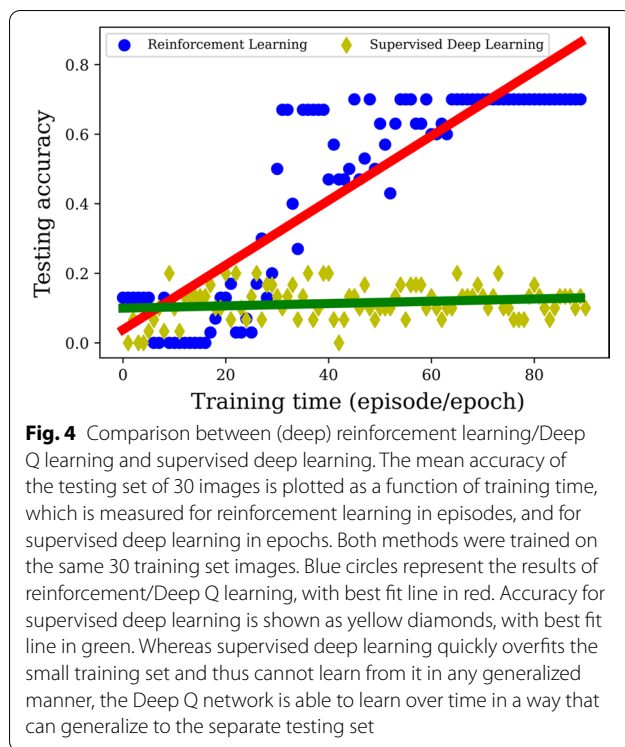 Reinforcement Learning
Supervised Deep Learning
0.8
0.6
0.4
0.2
0.0
Testing accuracy
0
20
40
60
80
Training time (episode/epoch)
Fig. 4 Comparison between (deep) reinforcement learning/Deep
Q learning and supervised deep learning. The mean accuracy of
the testing set of 30 images is plotted as a function of training time,
which is measured for reinforcement learning in episodes, and for
supervised deep learning in epochs. Both methods were trained on
the same 30 training set images. Blue circles represent the results of
reinforcement/Deep Q learning, with best fit line in red. Accuracy for
supervised deep learning is shown as yellow diamonds, with best fit
line in green. Whereas supervised deep learning quickly overfits the
small training set and thus cannot learn from it in any generalized
manner, the Deep Q network is able to learn over time in a way that
can generalize to the separate testing set